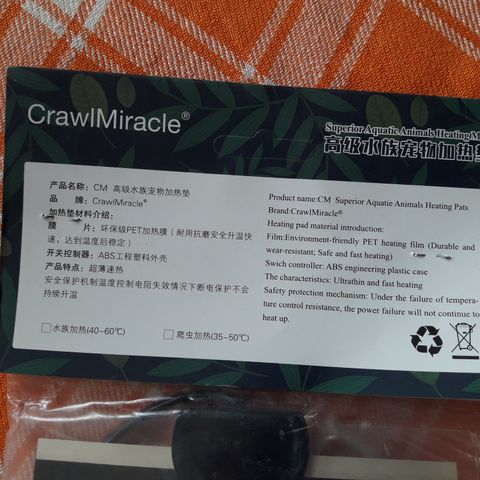 CrawlMiracle®
Superior Aquatic Animals Heating
高级水族宠物加热垫
产品名称：CM 高级水族宠物加热垫
品　　牌：CrawlMiracle®
加热垫材料介绍：
膜　　片：环保级PET加热膜（耐用抗磨安全升温快
速，达到温度后稳定）
开关控制器：ABS工程塑料外壳
产品特点：超薄速热
安全保护机制温度控制电阻失效情况下断电保护不会
持续升温
□水族加热(40~60℃)
□爬虫加热(35~50℃)
Product name:CM Superior Aquatie Animals Heating Pats
Brand:CrawlMiracle®
Heating pad material introduction:
Film:Environment-friendly PET heating film (Durable and
wear-resistant; Safe and fast heating)
Swich controller: ABS engineering plastic case
The characteristics: Ultrathin and fast heating
Safety protection mechanism: Under the failure of tempera-
ture control resistance, the power failure will not continue to
heat up.